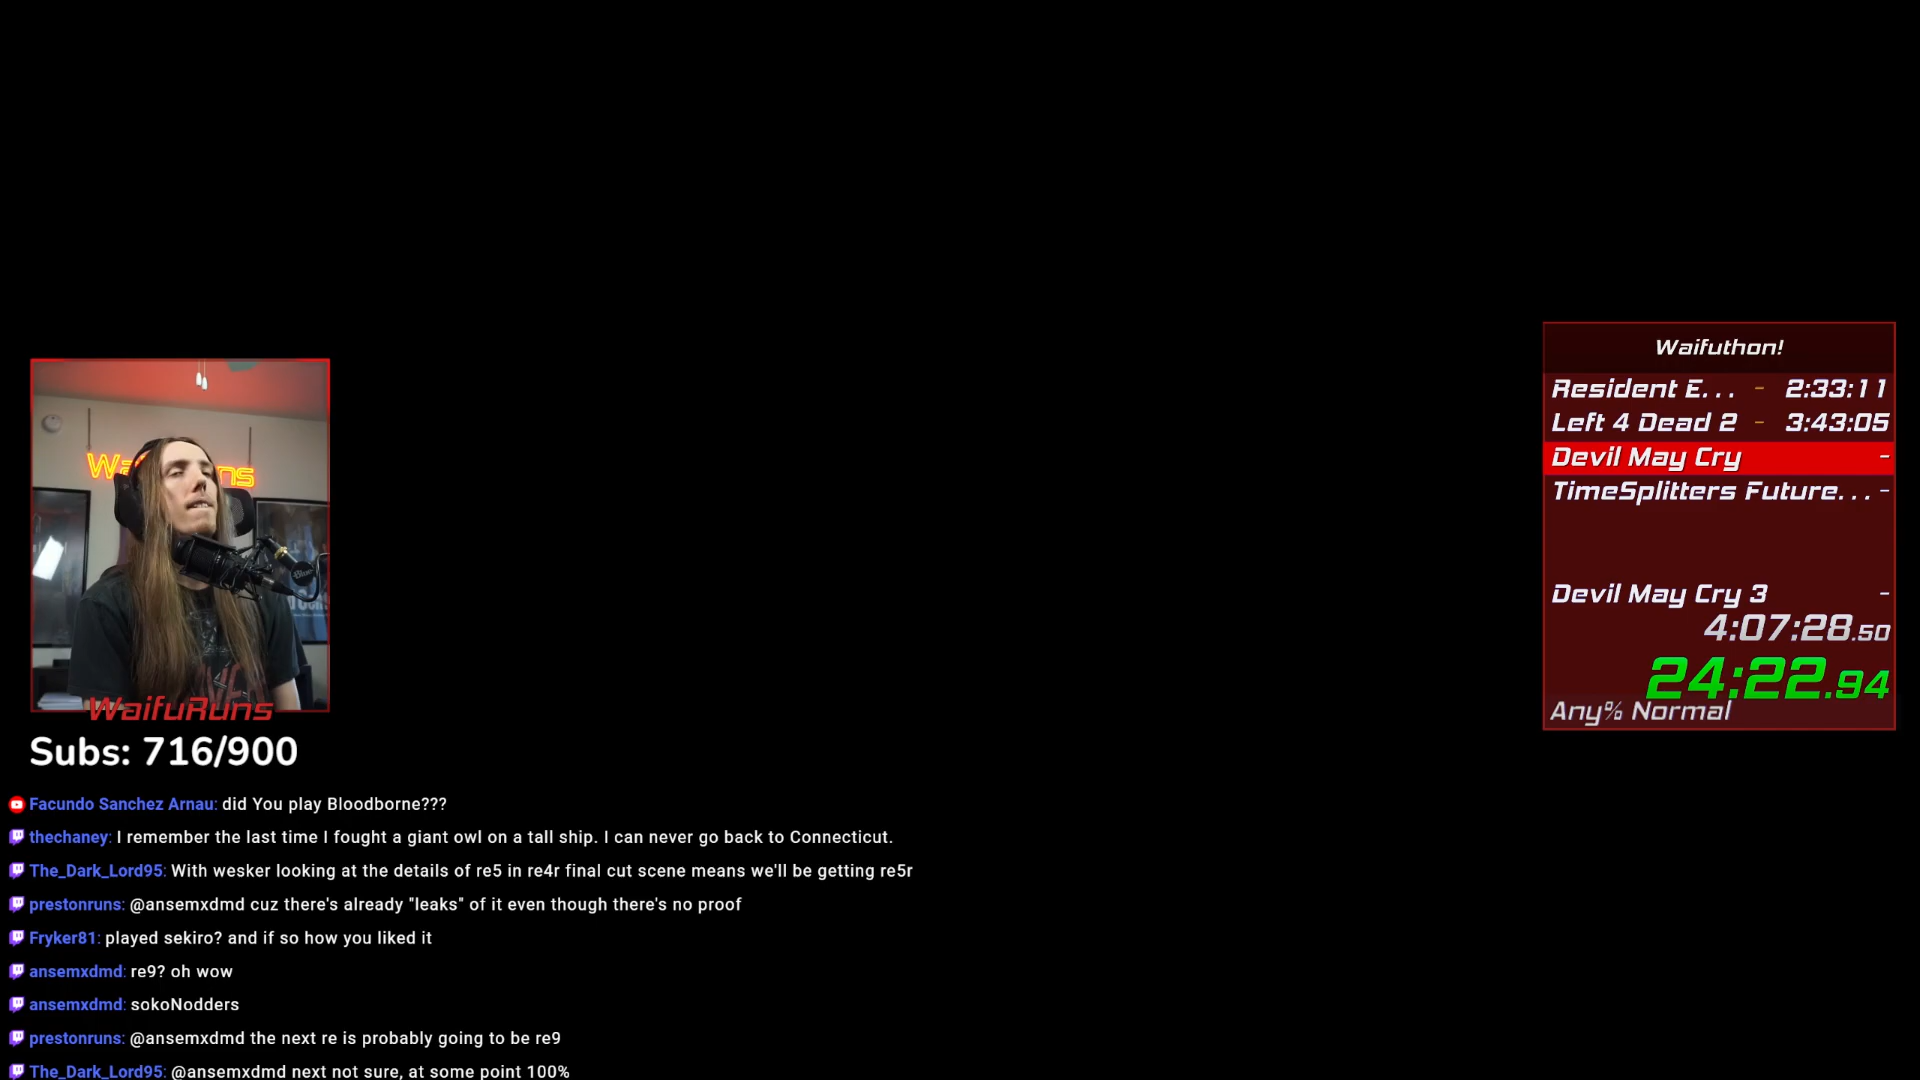 Waifuthon!
Resident E... - 2:33:11
Left 4 Dead 2 - 3:43:05
Devil May Cry -
TimeSplitters Future... -
Devil May Cry 3 -
4:07:28.50
24:22.94
Any% Normal
WaifuRuns
Subs: 716/900
Facundo Sanchez Arnau: did You play Bloodborne???
thechaney: I remember the last time I fought a giant owl on a tall ship. I can never go back to Connecticut.
The_Dark_Lord95: With wesker looking at the details of re5 in re4r final cut scene means we'll be getting re5r
prestonruns: @ansemxdmd cuz there's already "leaks" of it even though there's no proof
Fryker81: played sekiro? and if so how you liked it
ansemxdmd: re9? oh wow
ansemxdmd: sokoNodders
prestonruns: @ansemxdmd the next re is probably going to be re9
The_Dark_Lord95: @ansemxdmd next not sure, at some point 100%